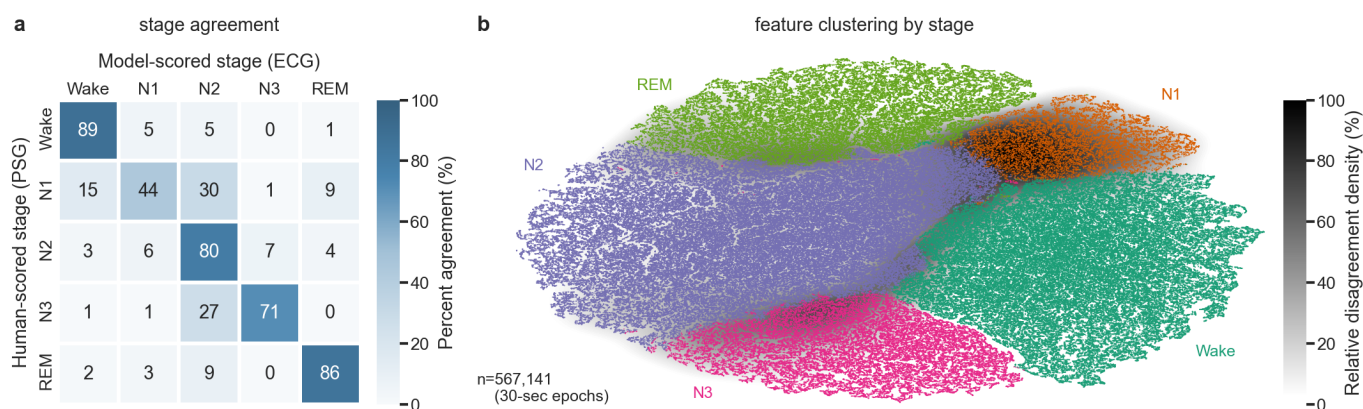 a stage agreement
Model-scored stage (ECG)
Wake N1 N2 N3 REM
Human-scored stage (PSG)
Wake 89 5 5 0 1
N1 15 44 30 1 9
N2 3 6 80 7 4
N3 1 1 27 71 0
REM 2 3 9 0 86
100
80
60
40
20
0
Percent agreement (%)
b feature clustering by stage
REM
N1
N2
Wake
N3
n=567,141
(30-sec epochs)
100
80
60
40
20
0
Relative disagreement density (%)